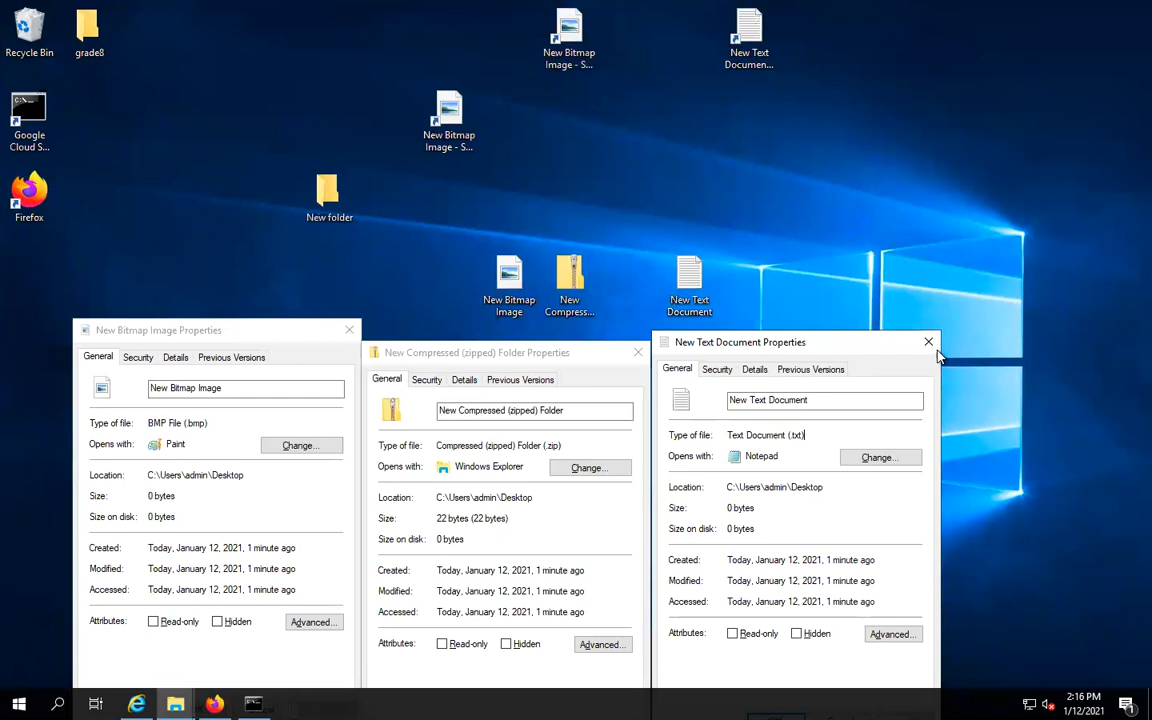 Recycle Bin
grade8
New Bitmap
Image - S...
New Text
Documen...
Google
Cloud S...
New Bitmap
Image - S...
Firefox
New folder
New Bitmap
Image
New
Compress...
New Text
Document
New Bitmap Image Properties
General Security Details Previous Versions
New Bitmap Image
Type of file: BMP File (.bmp)
Opens with: Paint Change...
Location: C:\Users\admin\Desktop
Size: 0 bytes
Size on disk: 0 bytes
Created: Today, January 12, 2021, 1 minute ago
Modified: Today, January 12, 2021, 1 minute ago
Accessed: Today, January 12, 2021, 1 minute ago
Attributes: Read-only Hidden Advanced...
New Compressed (zipped) Folder Properties
General Security Details Previous Versions
New Compressed (zipped) Folder
Type of file: Compressed (zipped) Folder (.zip)
Opens with: Windows Explorer Change...
Location: C:\Users\admin\Desktop
Size: 22 bytes (22 bytes)
Size on disk: 0 bytes
Created: Today, January 12, 2021, 1 minute ago
Modified: Today, January 12, 2021, 1 minute ago
Accessed: Today, January 12, 2021, 1 minute ago
Attributes: Read-only Hidden Advanced...
New Text Document Properties
General Security Details Previous Versions
New Text Document
Type of file: Text Document (.txt)
Opens with: Notepad Change...
Location: C:\Users\admin\Desktop
Size: 0 bytes
Size on disk: 0 bytes
Created: Today, January 12, 2021, 1 minute ago
Modified: Today, January 12, 2021, 1 minute ago
Accessed: Today, January 12, 2021, 1 minute ago
Attributes: Read-only Hidden Advanced...
2:16 PM
1/12/2021
1